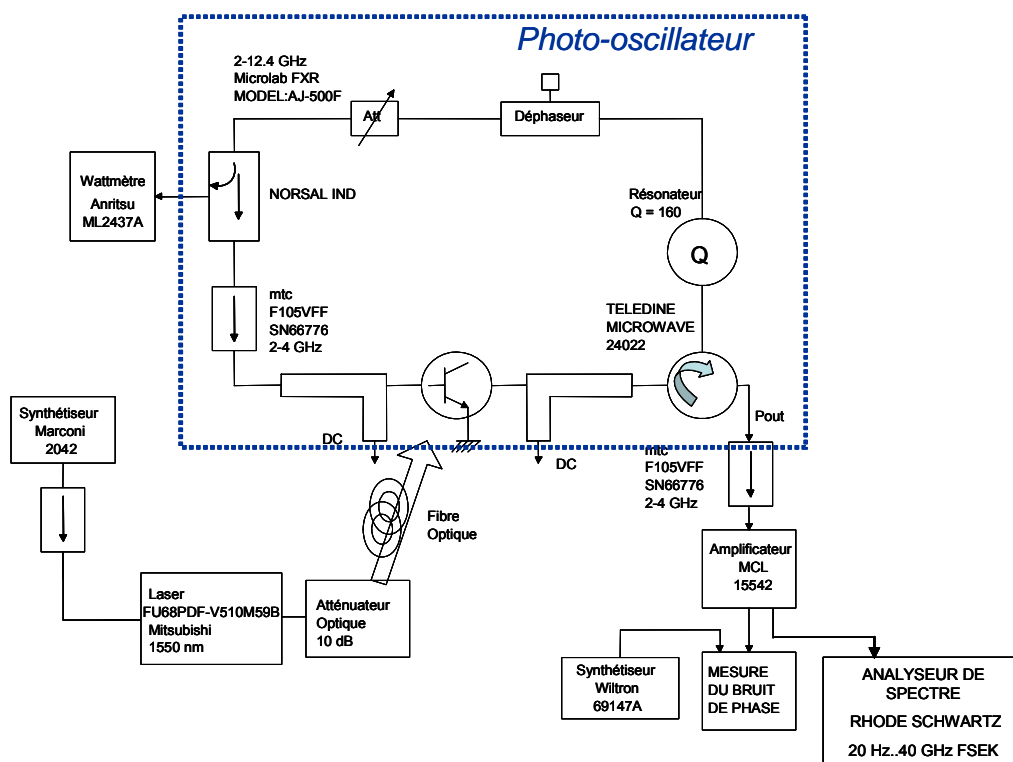 Photo-oscillateur
2-12.4 GHz
Microlab FXR
MODEL:AJ-500F
Att
Déphaseur
Wattmètre
Anritsu
ML2437A
NORSAL IND
Résonateur
Q = 160
Q
mtc
F105VFF
SN66776
2-4 GHz
TELEDINE
MICROWAVE
24022
Synthétiseur
Marconi
2042
DC
DC
Pout
mtc
F105VFF
SN66776
2-4 GHz
Fibre
Optique
Amplificateur
MCL
15542
Laser
FU68PDF-V510M59B
Mitsubishi
1550 nm
Atténuateur
Optique
10 dB
Synthétiseur
Wiltron
69147A
MESURE
DU BRUIT
DE PHASE
ANALYSEUR DE
SPECTRE
RHODE SCHWARTZ
20 Hz..40 GHz FSEK